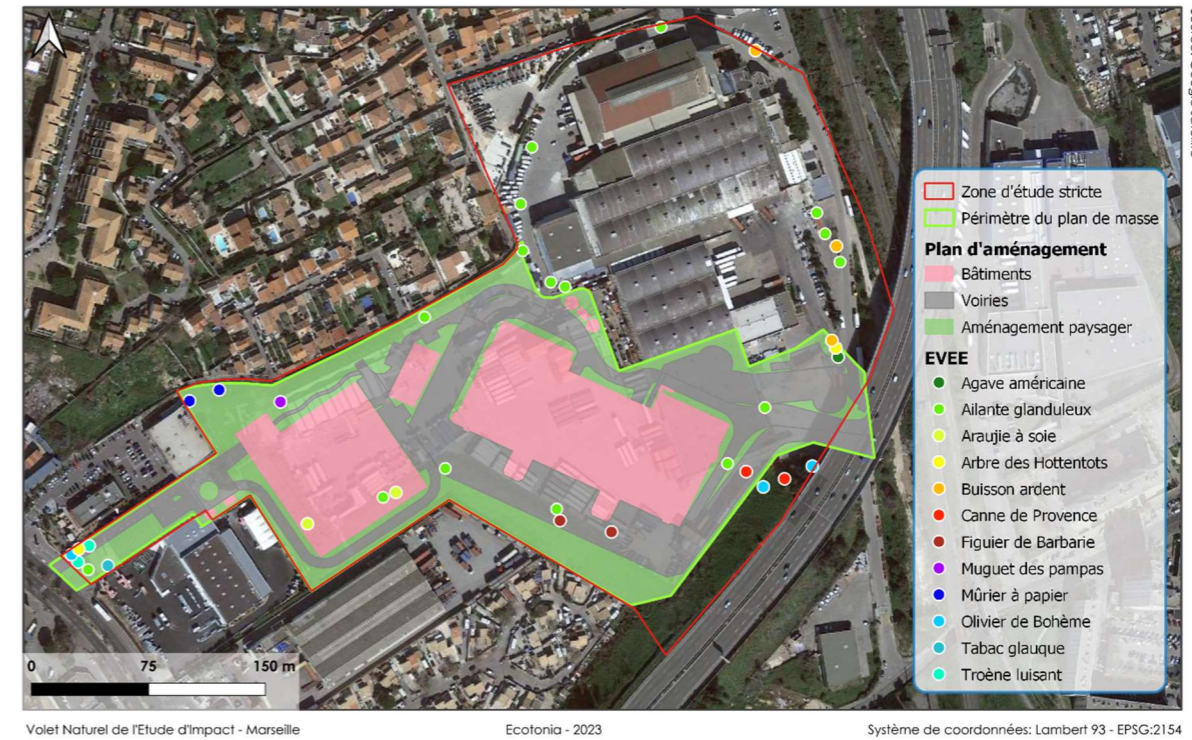 Zone d'étude stricte
Périmètre du plan de masse
Plan d'aménagement
Bâtiments
Voiries
Aménagement paysager
EVEE
Agave américaine
Ailante glanduleux
Araujie à soie
Arbre des Hottentots
Buisson ardent
Canne de Provence
Figuier de Barbarie
Muguet des pampas
Mûrier à papier
Olivier de Bohème
Tabac glauque
Troène luisant
0 75 150 m
Volet Naturel de l'Etude d'Impact - Marseille Ecotonia - 2023 Système de coordonnées: Lambert 93 - EPSG:2154